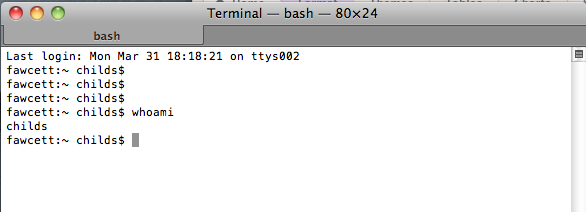 Terminal — bash — 80×24
bash
Last login: Mon Mar 31 18:18:21 on ttys002
fawcett:~ childs$
fawcett:~ childs$
fawcett:~ childs$
fawcett:~ childs$ whoami
childs
fawcett:~ childs$